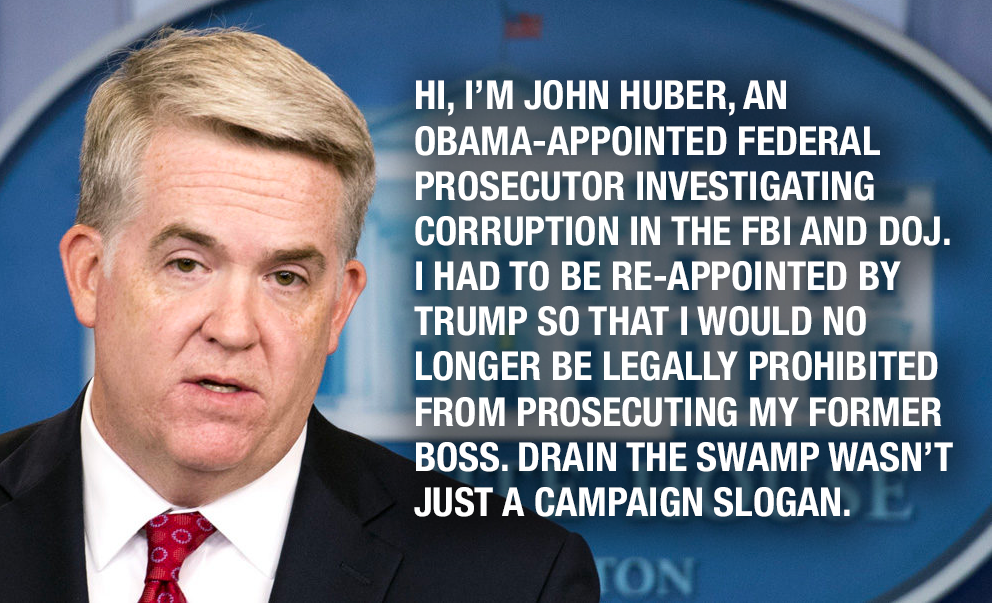 HI, I'M JOHN HUBER, AN
OBAMA-APPOINTED FEDERAL
PROSECUTOR INVESTIGATING
CORRUPTION IN THE FBI AND DOJ.
I HAD TO BE RE-APPOINTED BY
TRUMP SO THAT I WOULD NO
LONGER BE LEGALLY PROHIBITED
FROM PROSECUTING MY FORMER
BOSS. DRAIN THE SWAMP WASN'T
JUST A CAMPAIGN SLOGAN.